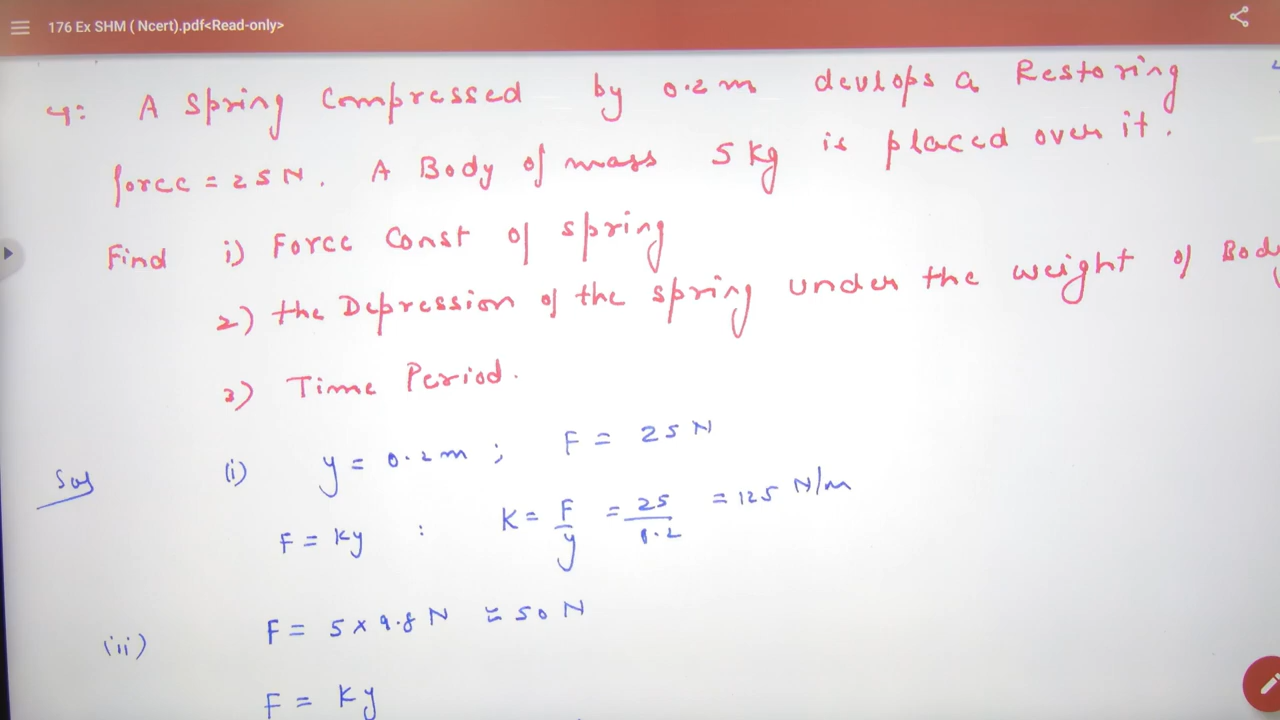 176 Ex SHM ( Ncert).pdf<Read-only>
4: A Spring Compressed by 0.2 m devlops a Restoring
force = 25 N. A Body of mass 5 kg is placed over it.
Find i) Force Const of spring
2) the Depression of the spring under the weight of Body
3) Time Period.
Sol (i) y = 0.2 m ; F = 25 N
F = Ky : K = F/y = 25/0.2 = 125 N/m
(ii) F = 5 x 9.8 N ≈ 50 N
F = Ky